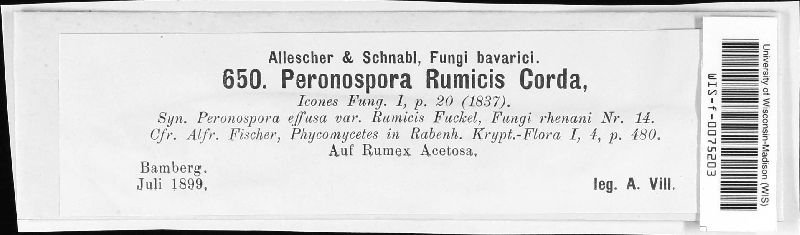 Allescher & Schnabl, Fungi bavarici.
650. Peronospora Rumicis Corda,
Icones Fung. I, p. 20 (1837).
Syn. Peronospora effusa var. Rumicis Fuckel, Fungi rhenani Nr. 14.
Cfr. Alfr. Fischer, Phycomycetes in Rabenh. Krypt.-Flora I, 4, p. 480.
Auf Rumex Acetosa.
Bamberg.
Juli 1899,
leg. A. Vill.
University of Wisconsin-Madison (WIS)
WIS-f-0075203